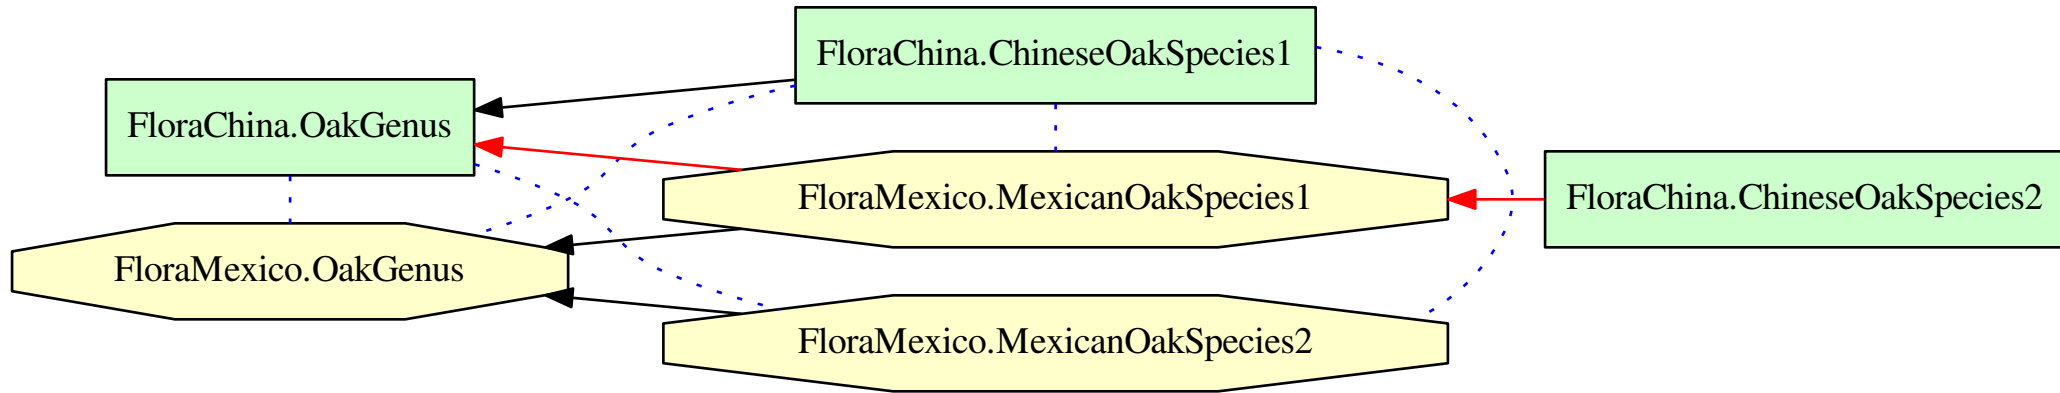 FloraChina.ChineseOakSpecies1
FloraChina.OakGenus
FloraMexico.MexicanOakSpecies1
FloraChina.ChineseOakSpecies2
FloraMexico.OakGenus
FloraMexico.MexicanOakSpecies2